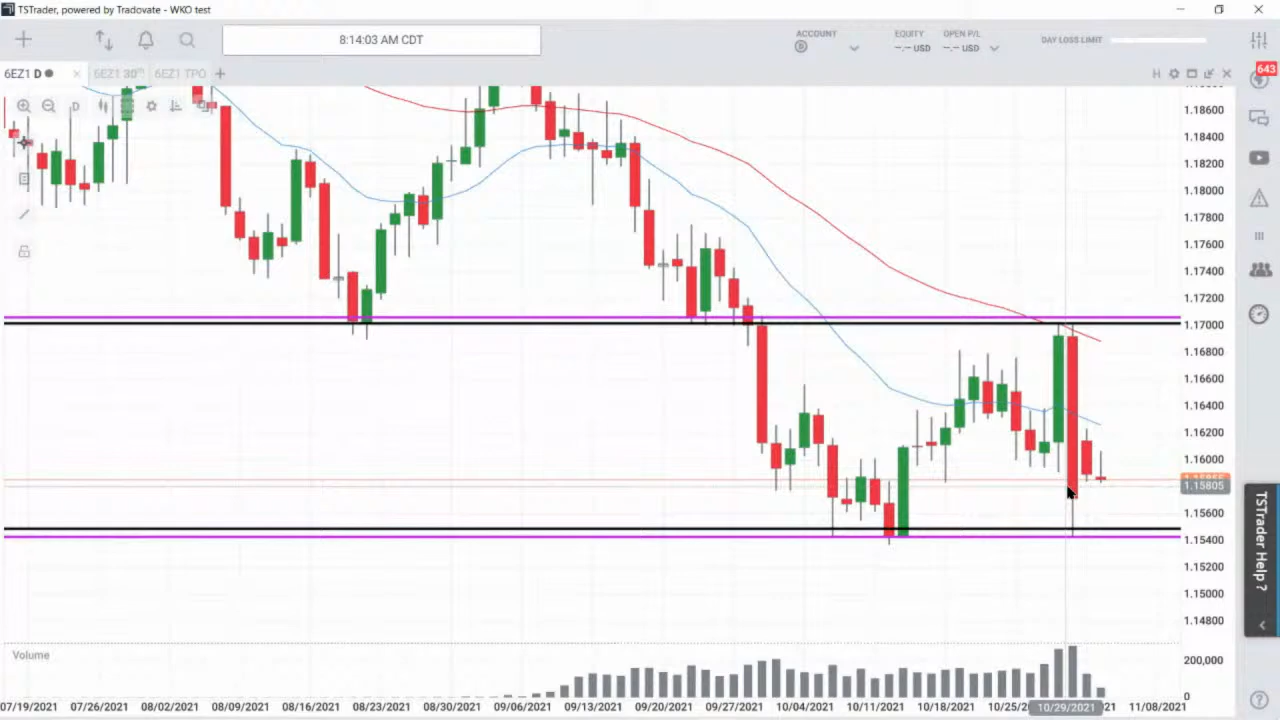 TSTrader, powered by Tradovate - WKO test
8:14:03 AM CDT
ACCOUNT
EQUITY
-.-- USD
OPEN P/L
-.-- USD
DAY LOSS LIMIT
643
6EZ1 D
6EZ1 30m
6EZ1 TPO
H
D
1.18600
1.18400
1.18200
1.18000
1.17800
1.17600
1.17400
1.17200
1.17000
1.16800
1.16600
1.16400
1.16200
1.16000
1.15805
1.15600
1.15400
1.15200
1.15000
1.14800
TSTrader Help ?
Volume
200,000
0
07/19/2021 07/26/2021 08/02/2021 08/09/2021 08/16/2021 08/23/2021 08/30/2021 09/06/2021 09/13/2021 09/20/2021 09/27/2021 10/04/2021 10/11/2021 10/18/2021 10/25/ 10/29/2021 11/08/2021